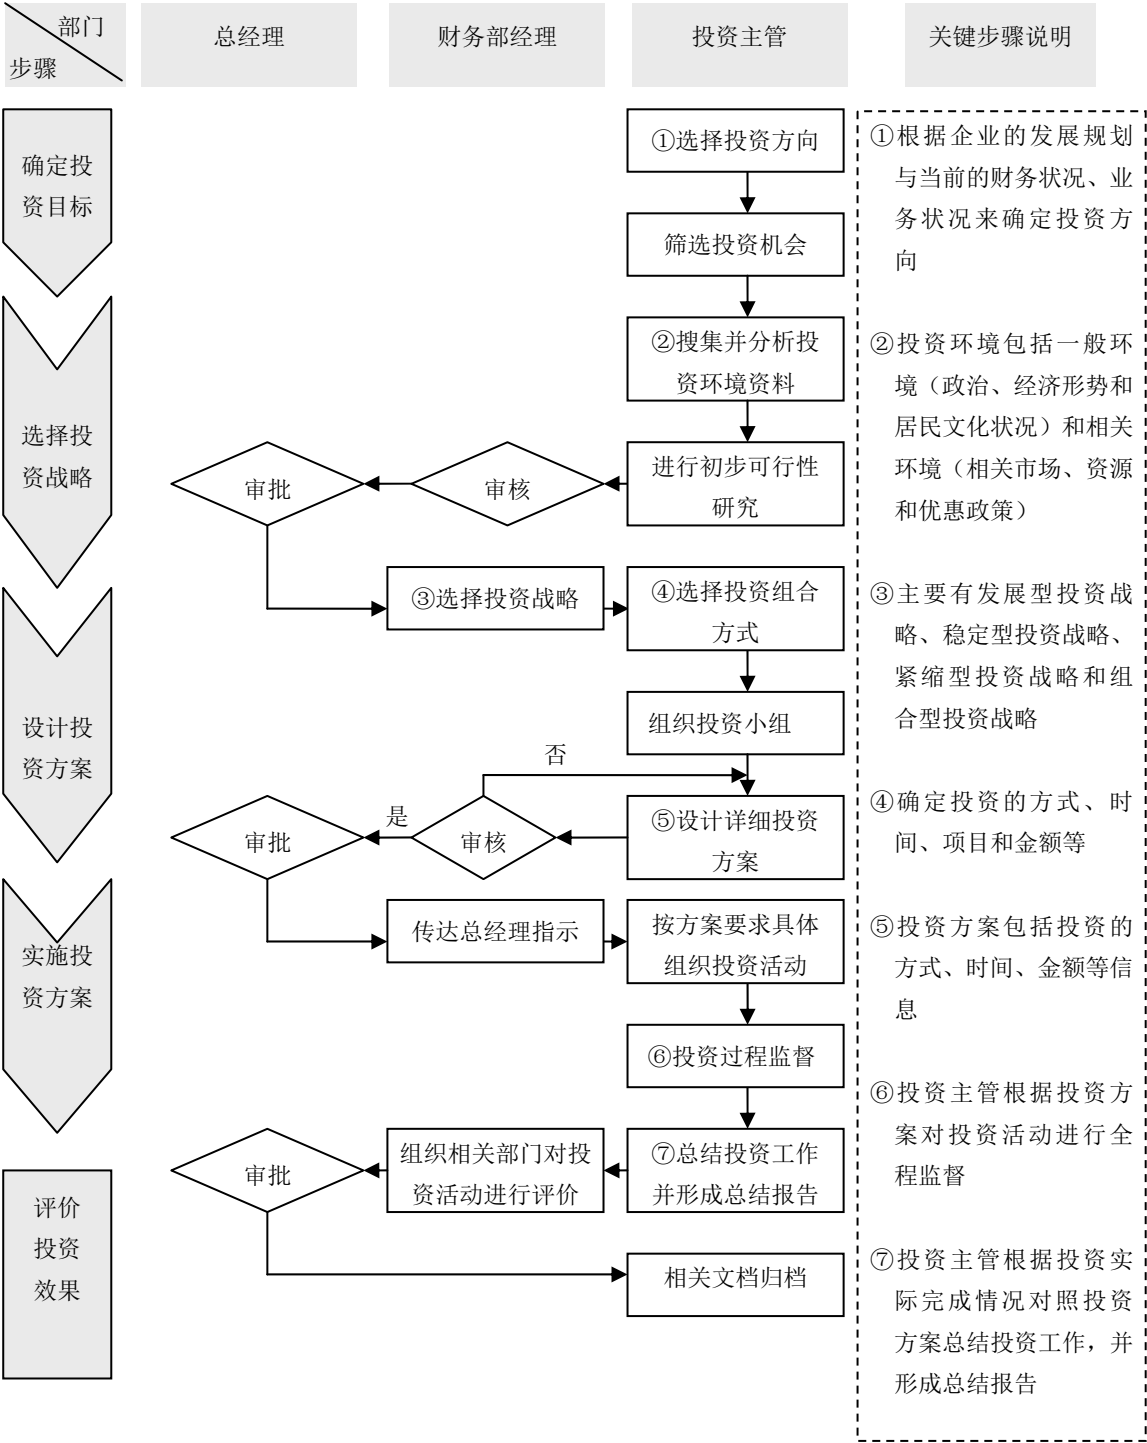 部门
步骤
总经理
财务部经理
投资主管
关键步骤说明
确定投
资目标
选择投
资战略
设计投
资方案
实施投
资方案
评价
投资
效果
①选择投资方向
筛选投资机会
②搜集并分析投
资环境资料
进行初步可行性
研究
审核
审批
③选择投资战略
④选择投资组合
方式
组织投资小组
否
⑤设计详细投资
方案
审核
是
审批
传达总经理指示
按方案要求具体
组织投资活动
⑥投资过程监督
⑦总结投资工作
并形成总结报告
组织相关部门对投
资活动进行评价
审批
相关文档归档
①根据企业的发展规划
与当前的财务状况、业
务状况来确定投资方
向
②投资环境包括一般环
境（政治、经济形势和
居民文化状况）和相关
环境（相关市场、资源
和优惠政策）
③主要有发展型投资战
略、稳定型投资战略、
紧缩型投资战略和组
合型投资战略
④确定投资的方式、时
间、项目和金额等
⑤投资方案包括投资的
方式、时间、金额等信
息
⑥投资主管根据投资方
案对投资活动进行全
程监督
⑦投资主管根据投资实
际完成情况对照投资
方案总结投资工作，并
形成总结报告